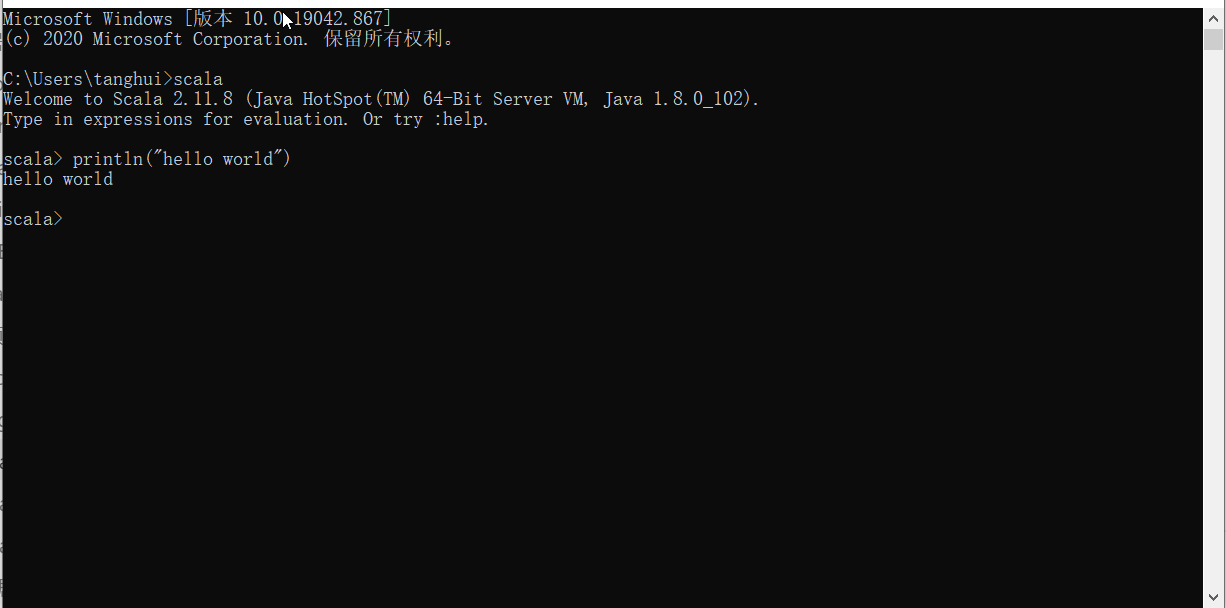 Microsoft Windows [版本 10.0.19042.867]
(c) 2020 Microsoft Corporation. 保留所有权利。
C:\Users\tanghui>scala
Welcome to Scala 2.11.8 (Java HotSpot(TM) 64-Bit Server VM, Java 1.8.0_102).
Type in expressions for evaluation. Or try :help.
scala> println("hello world")
hello world
scala>